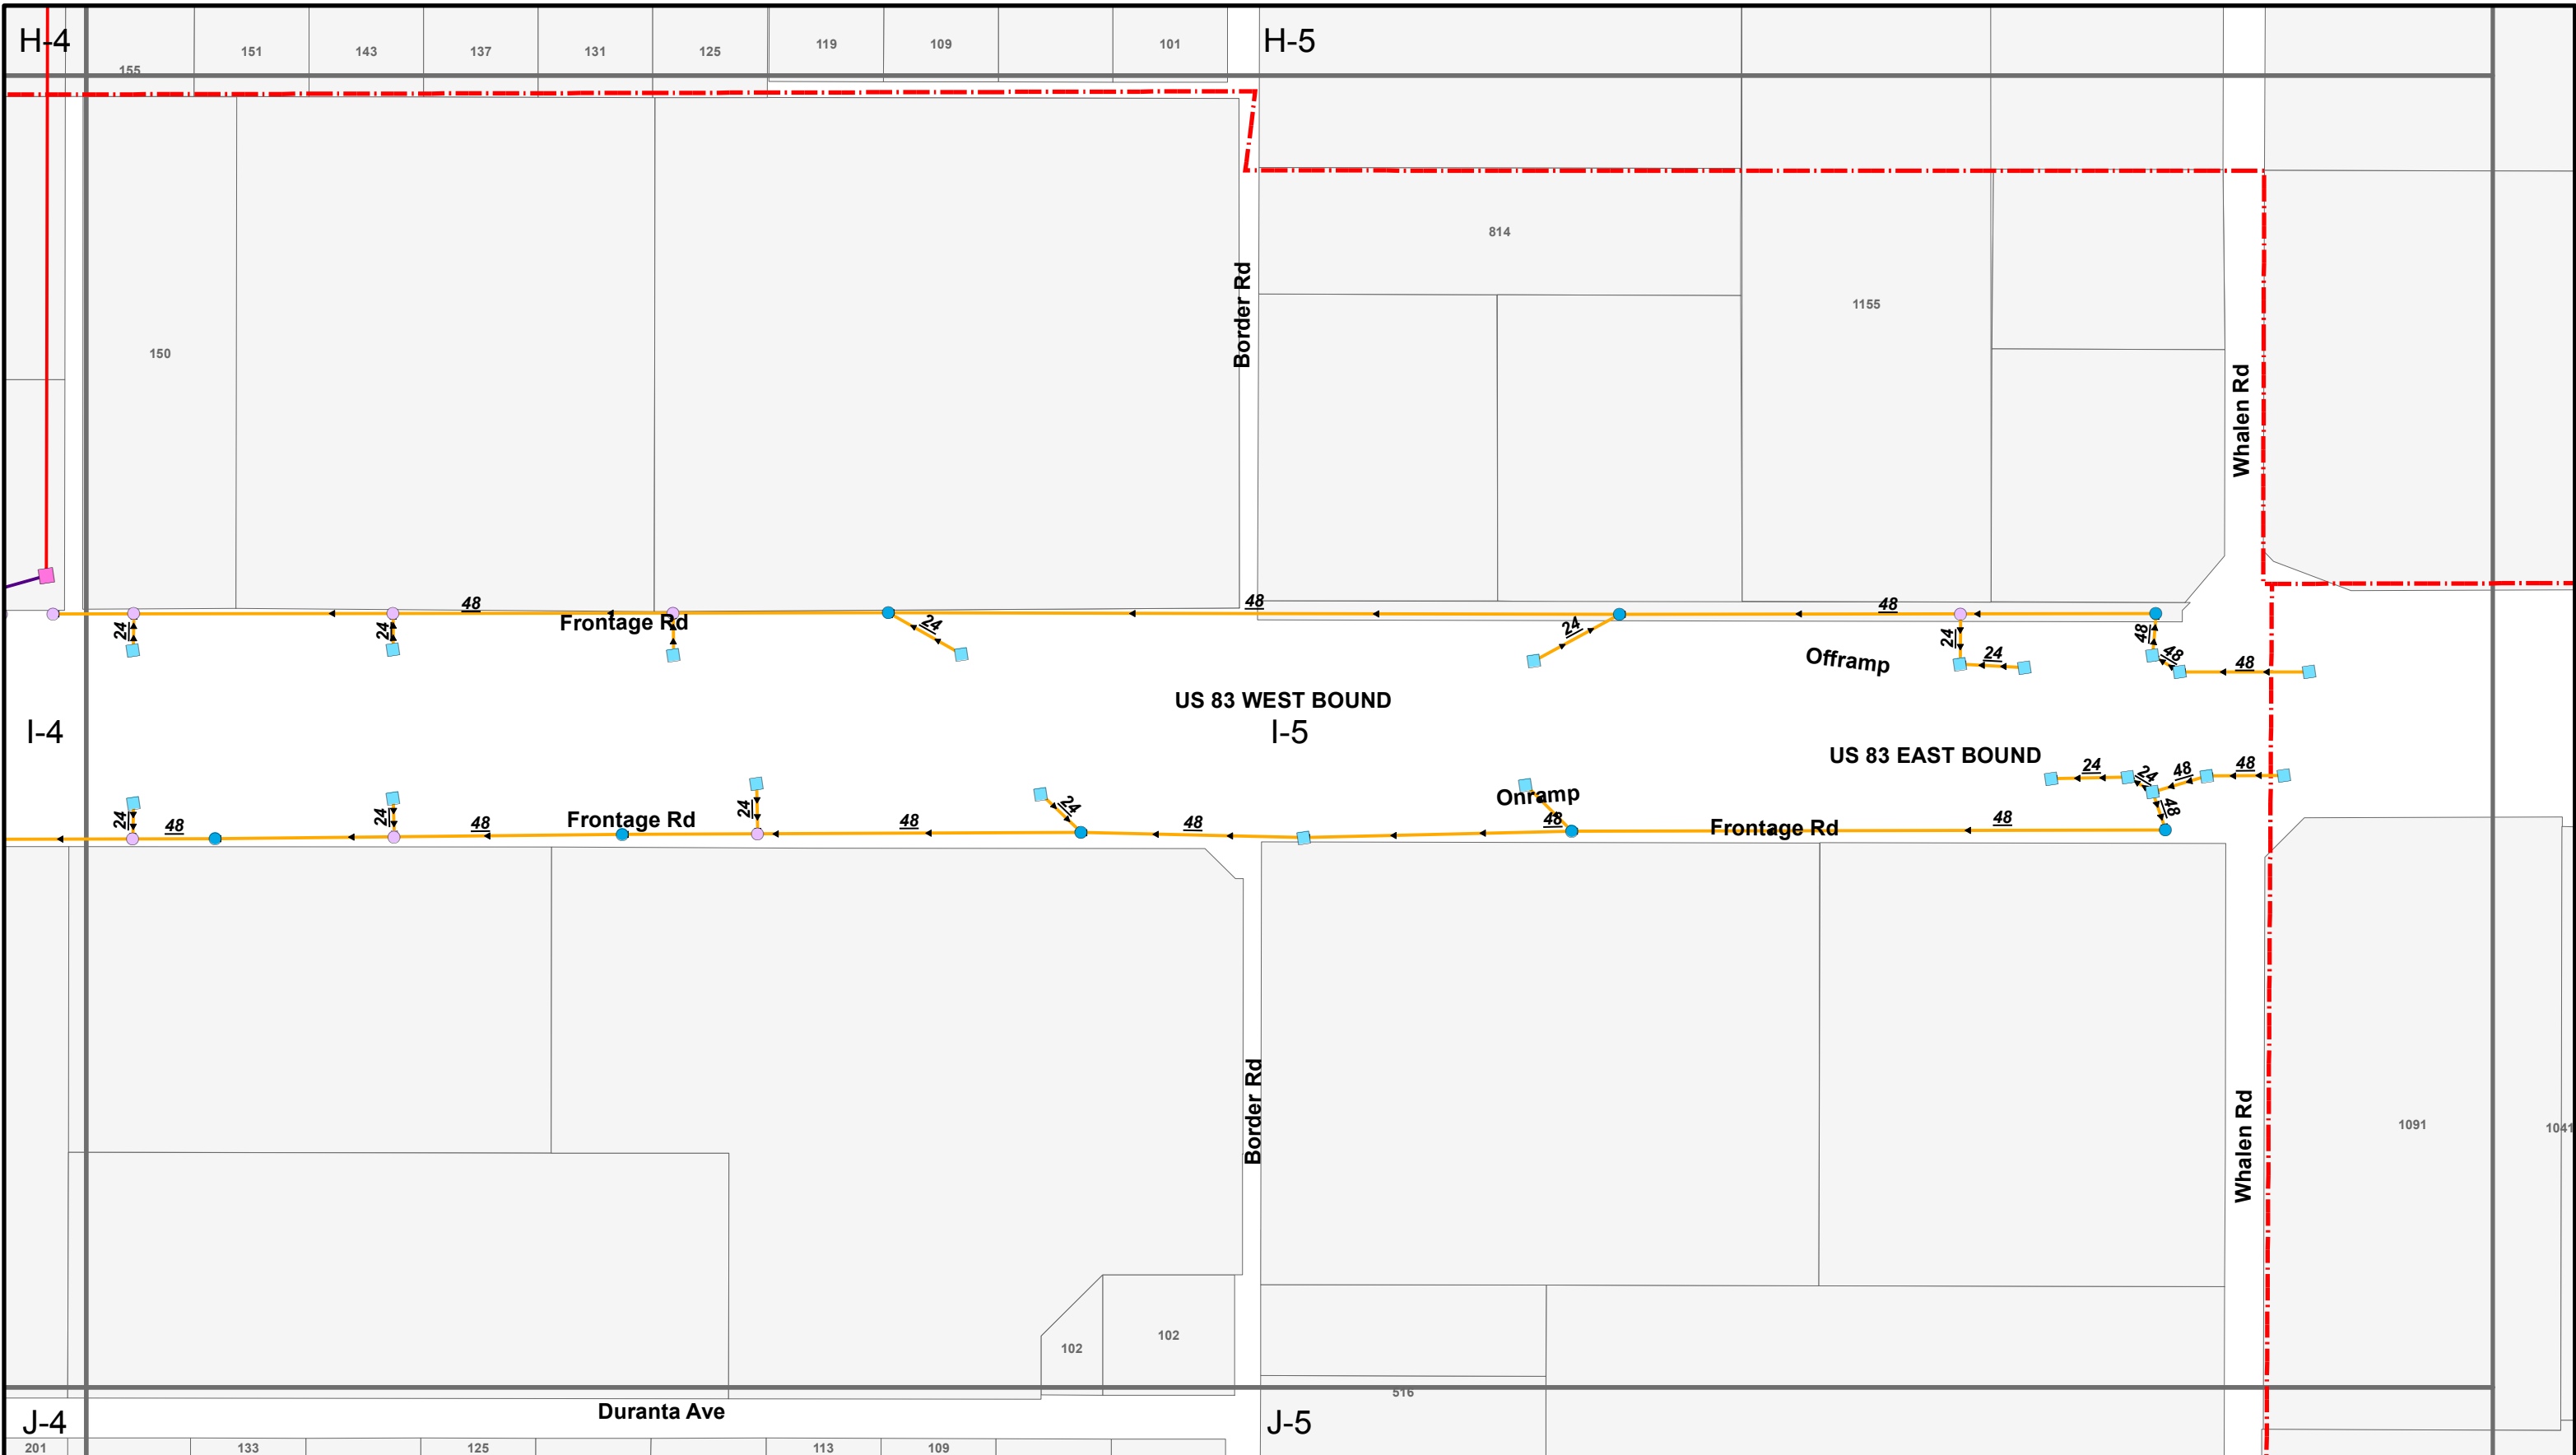 H-4
H-5
155
151
143
137
131
125
119
109
101
814
1155
150
Border Rd
Whalen Rd
48
48
48
Frontage Rd
24
24
24
24
24
24
48
48
48
Offramp
US 83 WEST BOUND
I-4
I-5
US 83 EAST BOUND
24
24
48
48
48
Onramp
24
24
24
24
48
48
Frontage Rd
48
48
48
Frontage Rd
48
Border Rd
Whalen Rd
1091
1041
102
102
516
Duranta Ave
J-4
J-5
201
133
125
113
109